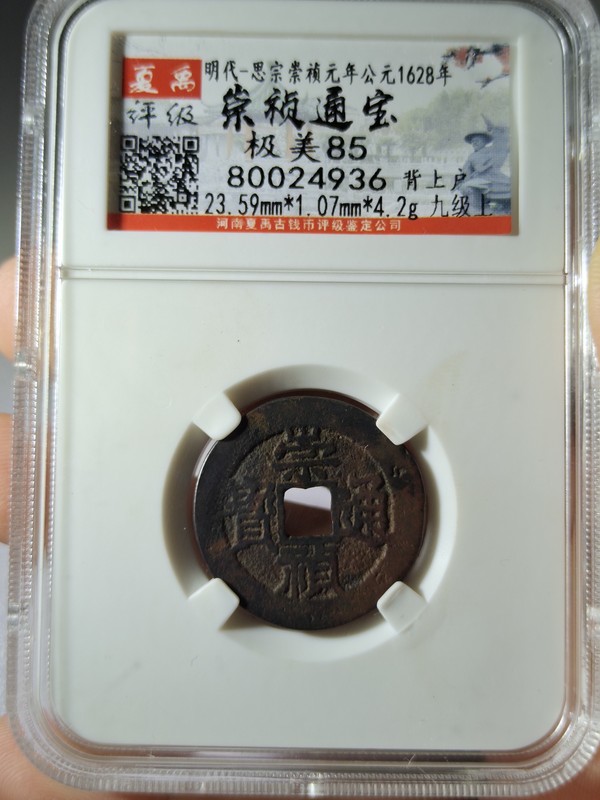 夏禹
评级
明代-思宗崇祯元年公元1628年
崇祯通宝
极美85
80024936 背上户
23.59mm*1.07mm*4.2g 九级上
河南夏禹古钱币评级鉴定公司
崇禎通寶